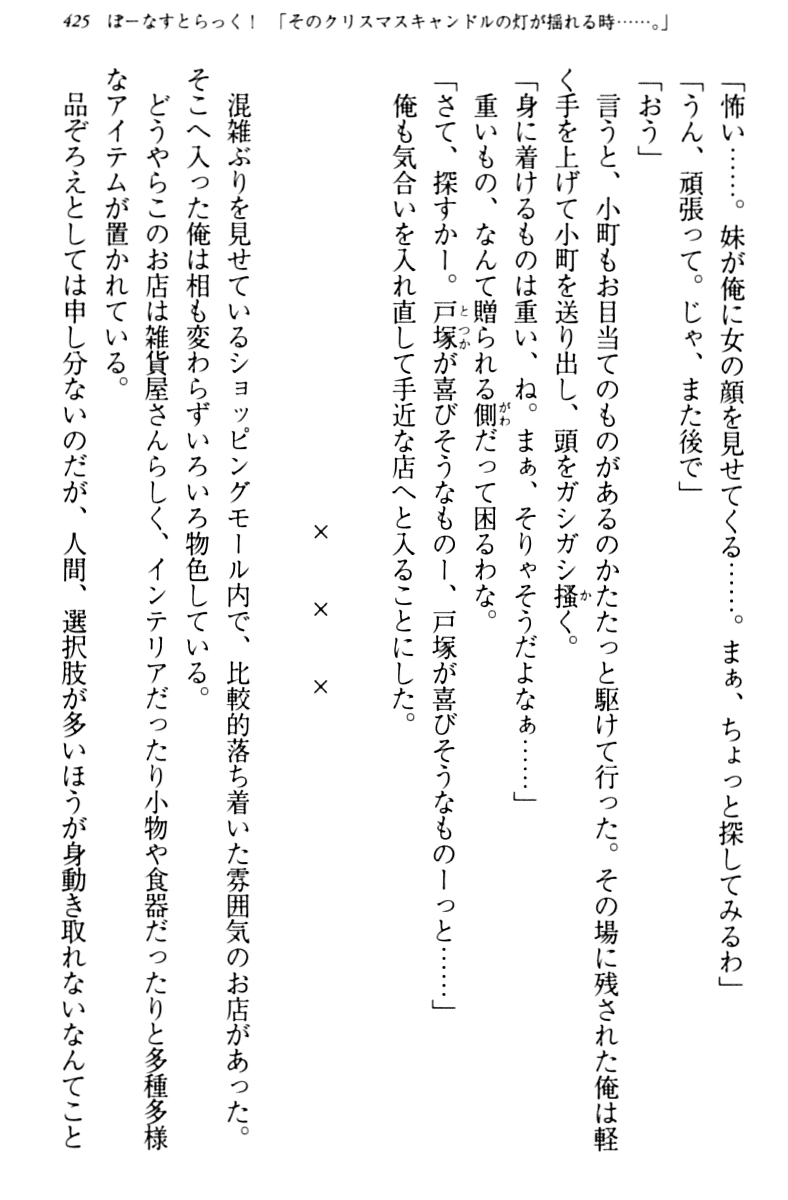 425 ぼーなすとらっく! 「そのクリスマスキャンドルの灯が揺れる時……。」
「怖い……。妹が俺に女の顔を見せてくる……。まぁ、ちょっと探してみるわ」
「うん、頑張って。じゃ、また後で」
「おう」
言うと、小町もお目当てのものがあるのかたたっと駆けて行った。その場に残された俺は軽
く手を上げて小町を送り出し、頭をガシガシ掻く。
「身に着けるものは重い、ね。まぁ、そりゃそうだよなぁ……」
重いもの、なんて贈られる側だって困るわな。
「さて、探すかー。戸塚が喜びそうなものー、戸塚が喜びそうなものーっと……」
俺も気合いを入れ直して手近な店へと入ることにした。
× × ×
混雑ぶりを見せているショッピングモール内で、比較的落ち着いた雰囲気のお店があった。
そこへ入った俺は相も変わらずいろいろ物色している。
どうやらこのお店は雑貨屋さんらしく、インテリアだったり小物や食器だったりと多種多様
なアイテムが置かれている。
品ぞろえとしては申し分ないのだが、人間、選択肢が多いほうが身動き取れないなんてこと